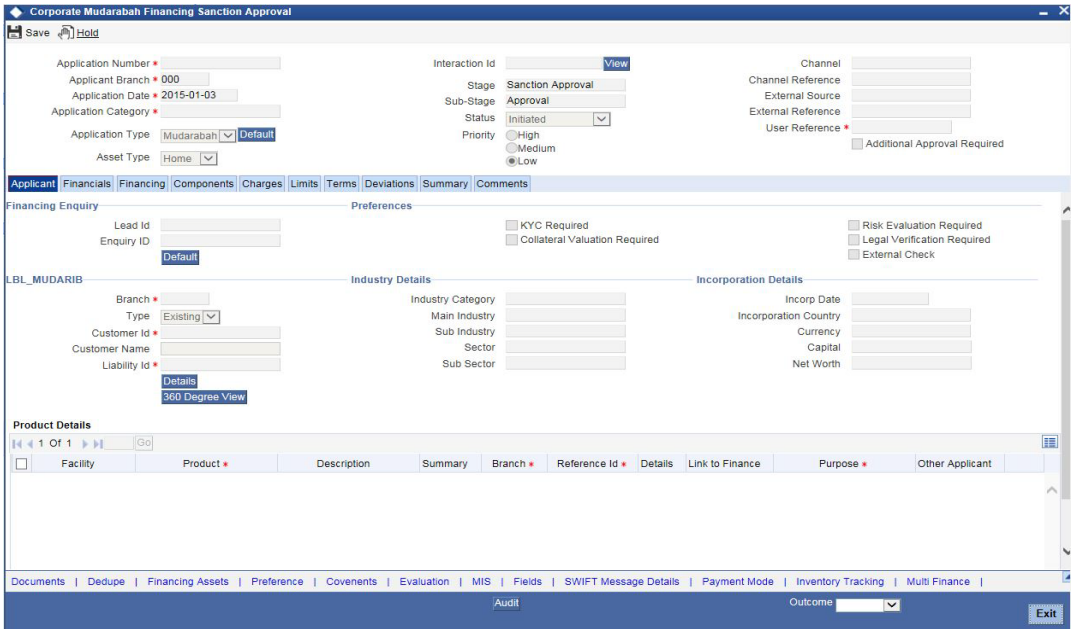 Corporate Mudarabah Financing Sanction Approval
Save Hold
Application Number * Interaction Id View Channel
Applicant Branch * 000 Stage Sanction Approval Channel Reference
Application Date * 2015-01-03 Sub-Stage Approval External Source
Application Category * Status Initiated External Reference
Application Type Mudarabah Default Priority High User Reference *
Medium Additional Approval Required
Asset Type Home Low
Applicant Financials Financing Components Charges Limits Terms Deviations Summary Comments
Financing Enquiry Preferences
Lead Id KYC Required Risk Evaluation Required
Enquiry ID Collateral Valuation Required Legal Verification Required
Default External Check
LBL_MUDARIB Industry Details Incorporation Details
Branch * Industry Category Incorp Date
Type Existing Main Industry Incorporation Country
Customer Id * Sub Industry Currency
Customer Name Sector Capital
Liability Id * Sub Sector Net Worth
Details
360 Degree View
Product Details
1 Of 1 Go
Facility Product * Description Summary Branch * Reference Id * Details Link to Finance Purpose * Other Applicant
Documents | Dedupe | Financing Assets | Preference | Covenents | Evaluation | MIS | Fields | SWIFT Message Details | Payment Mode | Inventory Tracking | Multi Finance |
Audit Outcome
Exit